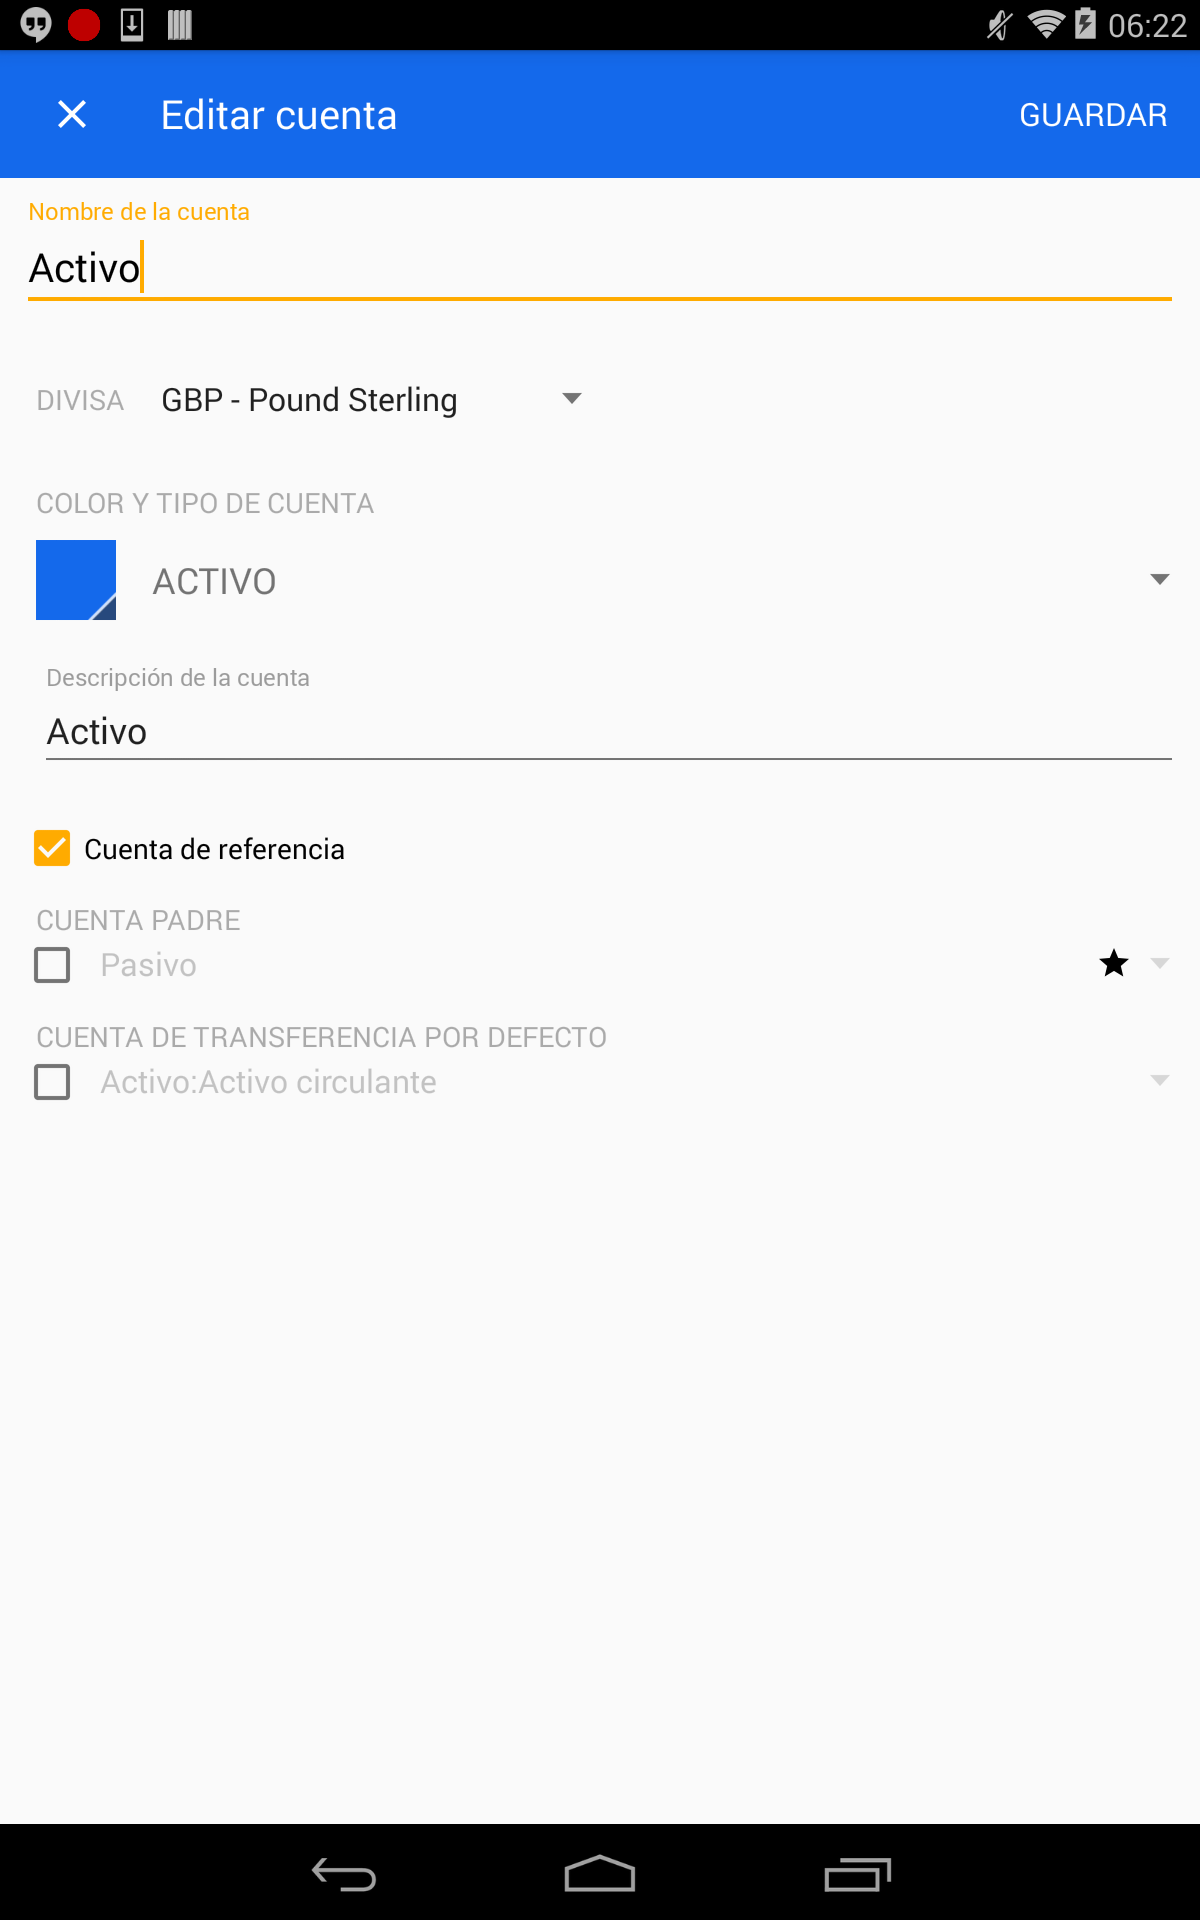 06:22
Editar cuenta
GUARDAR
Nombre de la cuenta
Activo
DIVISA
GBP - Pound Sterling
COLOR Y TIPO DE CUENTA
ACTIVO
Descripción de la cuenta
Activo
Cuenta de referencia
CUENTA PADRE
Pasivo
CUENTA DE TRANSFERENCIA POR DEFECTO
Activo:Activo circulante